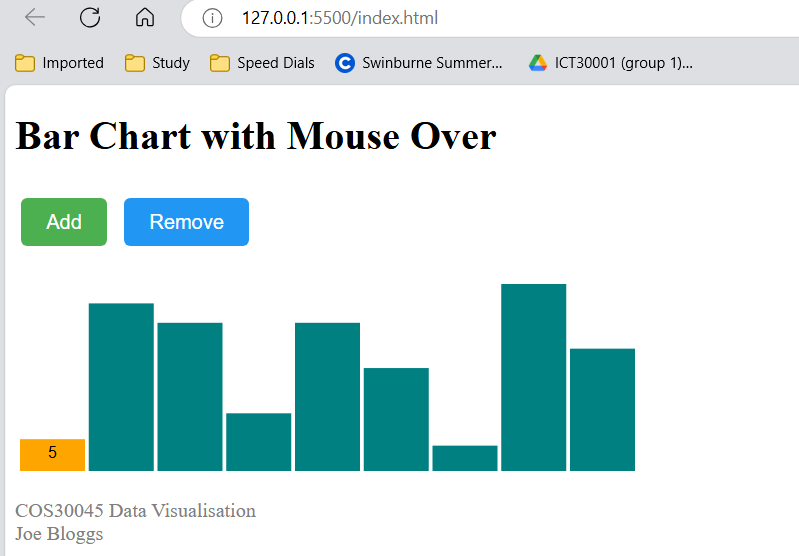 127.0.0.1:5500/index.html
Imported Study Speed Dials Swinburne Summer... ICT30001 (group 1)...
Bar Chart with Mouse Over
Add Remove
5
COS30045 Data Visualisation
Joe Bloggs